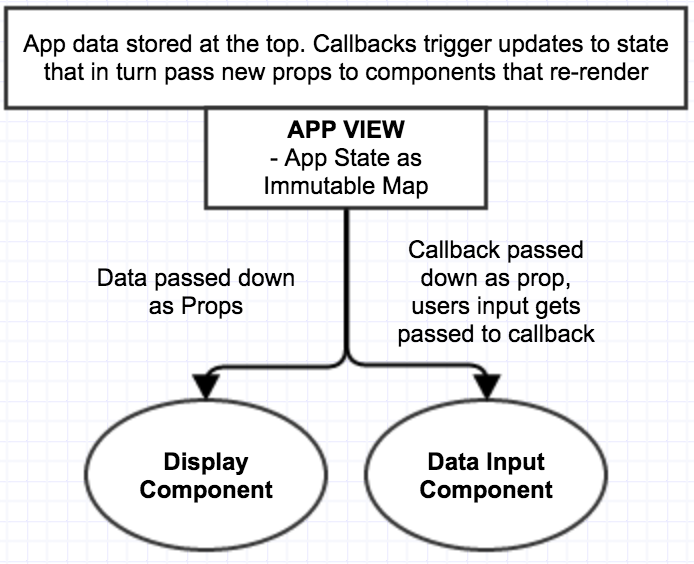 App data stored at the top. Callbacks trigger updates to state
that in turn pass new props to components that re-render
APP VIEW
- App State as
Immutable Map
Data passed down
as Props
Callback passed
down as prop,
users input gets
passed to callback
Display
Component
Data Input
Component